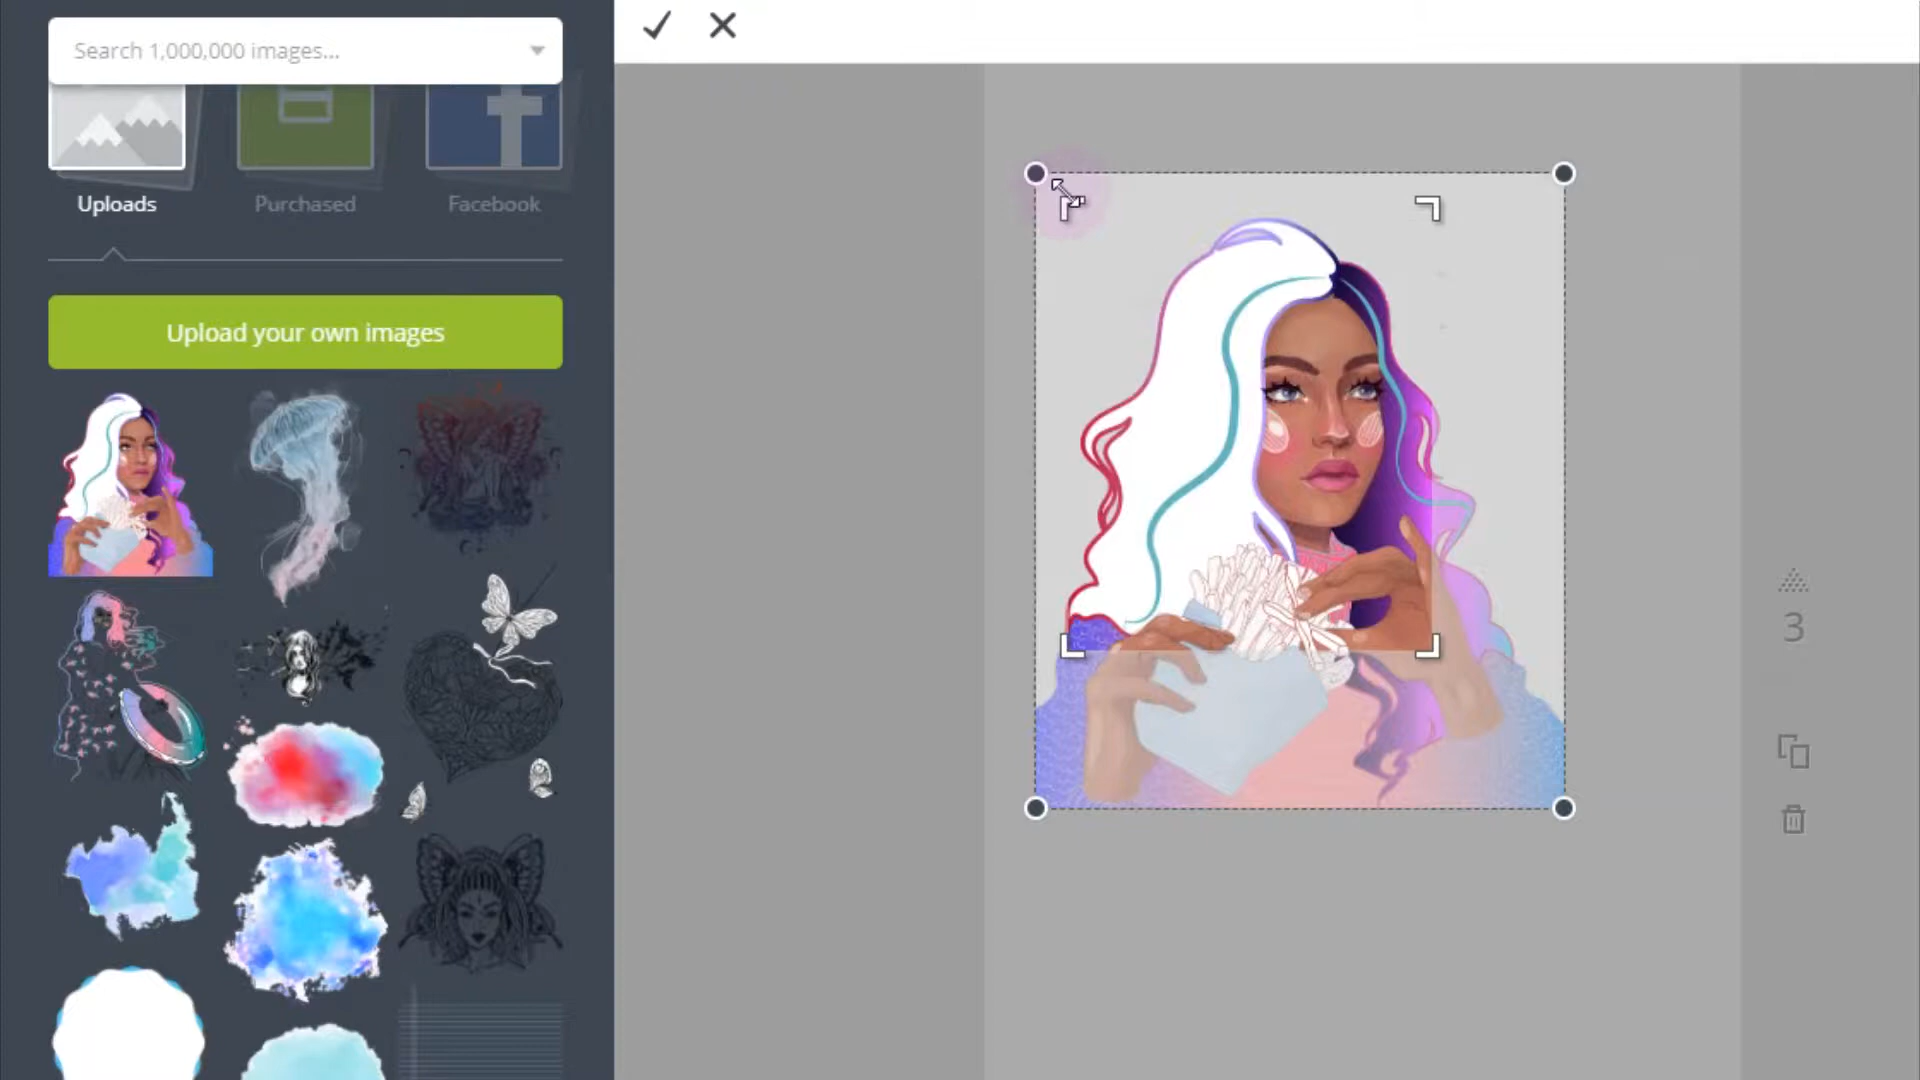 Search 1,000,000 images...
Uploads
Purchased
Facebook
Upload your own images
3